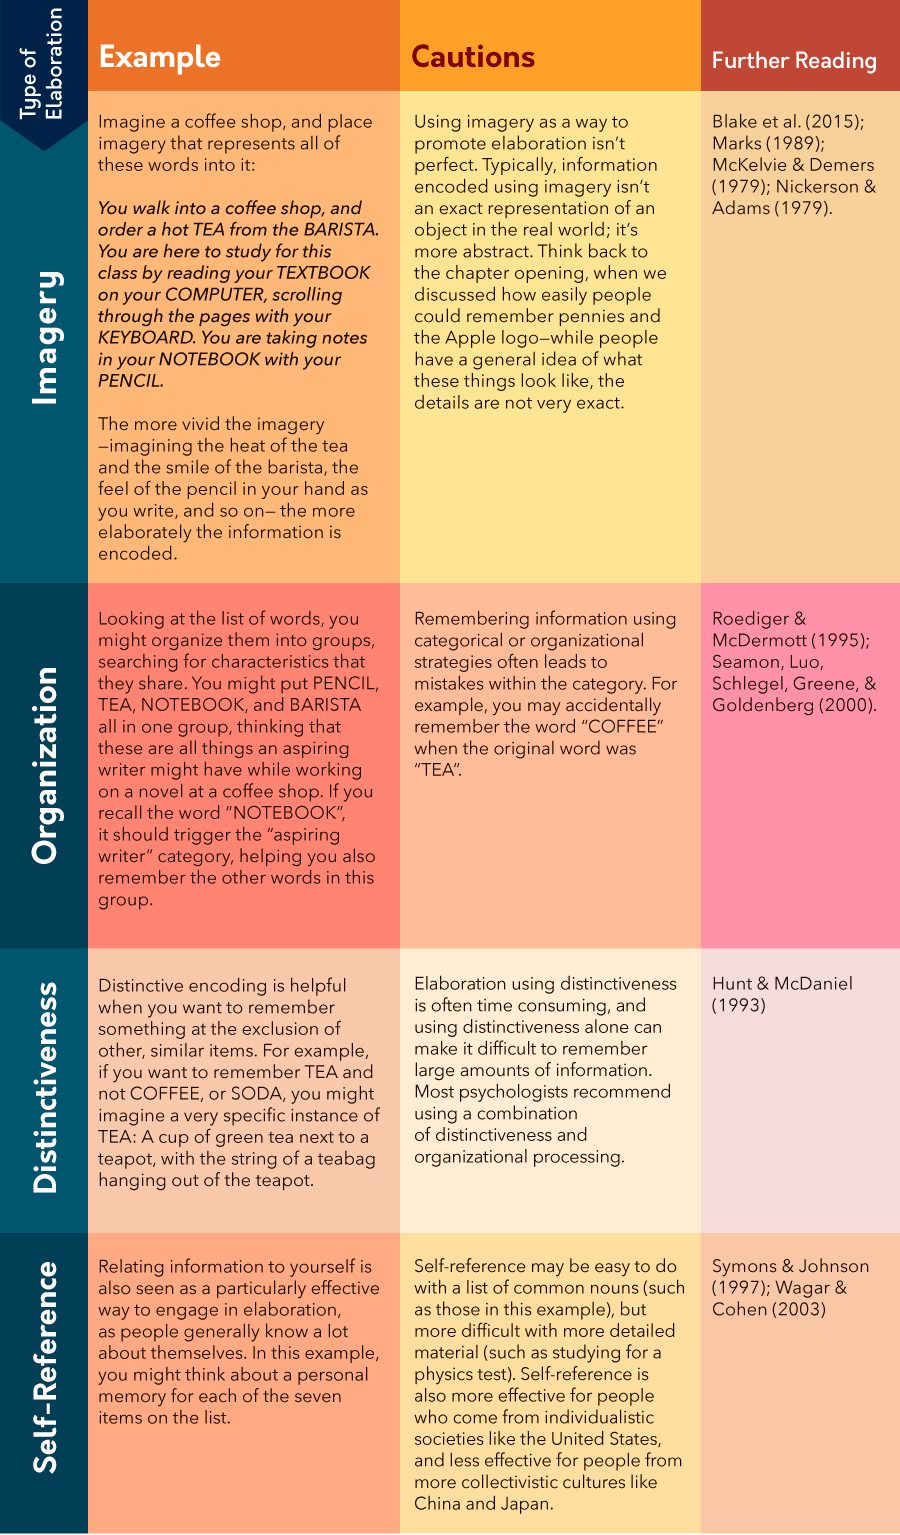 Type of
Elaboration
Example
Cautions
Further Reading
Imagery
Imagine a coffee shop, and place
imagery that represents all of
these words into it:
You walk into a coffee shop, and
order a hot TEA from the BARISTA.
You are here to study for this
class by reading your TEXTBOOK
on your COMPUTER, scrolling
through the pages with your
KEYBOARD. You are taking notes
in your NOTEBOOK with your
PENCIL.
The more vivid the imagery
—imagining the heat of the tea
and the smile of the barista, the
feel of the pencil in your hand as
you write, and so on— the more
elaborately the information is
encoded.
Using imagery as a way to
promote elaboration isn’t
perfect. Typically, information
encoded using imagery isn’t
an exact representation of an
object in the real world; it’s
more abstract. Think back to
the chapter opening, when we
discussed how easily people
could remember pennies and
the Apple logo—while people
have a general idea of what
these things look like, the
details are not very exact.
Blake et al. (2015);
Marks (1989);
McKelvie & Demers
(1979); Nickerson &
Adams (1979).
Organization
Looking at the list of words, you
might organize them into groups,
searching for characteristics that
they share. You might put PENCIL,
TEA, NOTEBOOK, and BARISTA
all in one group, thinking that
these are all things an aspiring
writer might have while working
on a novel at a coffee shop. If you
recall the word “NOTEBOOK”,
it should trigger the “aspiring
writer” category, helping you also
remember the other words in this
group.
Remembering information using
categorical or organizational
strategies often leads to
mistakes within the category. For
example, you may accidentally
remember the word “COFFEE”
when the original word was
“TEA”.
Roediger &
McDermott (1995);
Seamon, Luo,
Schlegel, Greene, &
Goldenberg (2000).
Distinctiveness
Distinctive encoding is helpful
when you want to remember
something at the exclusion of
other, similar items. For example,
if you want to remember TEA and
not COFFEE, or SODA, you might
imagine a very specific instance of
TEA: A cup of green tea next to a
teapot, with the string of a teabag
hanging out of the teapot.
Elaboration using distinctiveness
is often time consuming, and
using distinctiveness alone can
make it difficult to remember
large amounts of information.
Most psychologists recommend
using a combination
of distinctiveness and
organizational processing.
Hunt & McDaniel
(1993)
Self-Reference
Relating information to yourself is
also seen as a particularly effective
way to engage in elaboration,
as people generally know a lot
about themselves. In this example,
you might think about a personal
memory for each of the seven
items on the list.
Self-reference may be easy to do
with a list of common nouns (such
as those in this example), but
more difficult with more detailed
material (such as studying for a
physics test). Self-reference is
also more effective for people
who come from individualistic
societies like the United States,
and less effective for people from
more collectivistic cultures like
China and Japan.
Symons & Johnson
(1997); Wagar &
Cohen (2003)